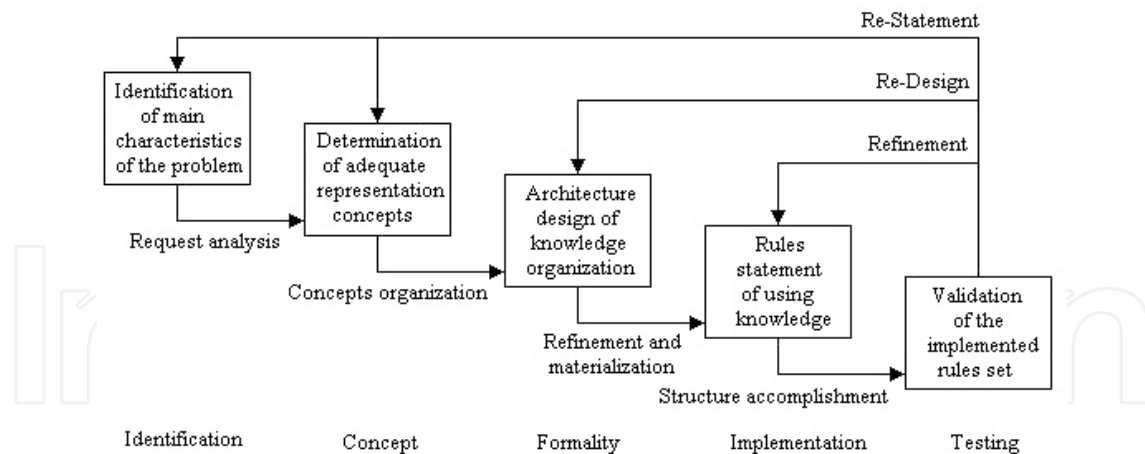 Re-Statement
Re-Design
Refinement
Identification
of main
characteristics
of the problem
Request analysis
Determination
of adequate
representation
concepts
Concepts organization
Architecture
design of
knowledge
organization
Refinement and
materialization
Rules
statement
of using
knowledge
Structure accomplishment
Validation
of the
implemented
rules set
Identification
Concept
Formality
Implementation
Testing